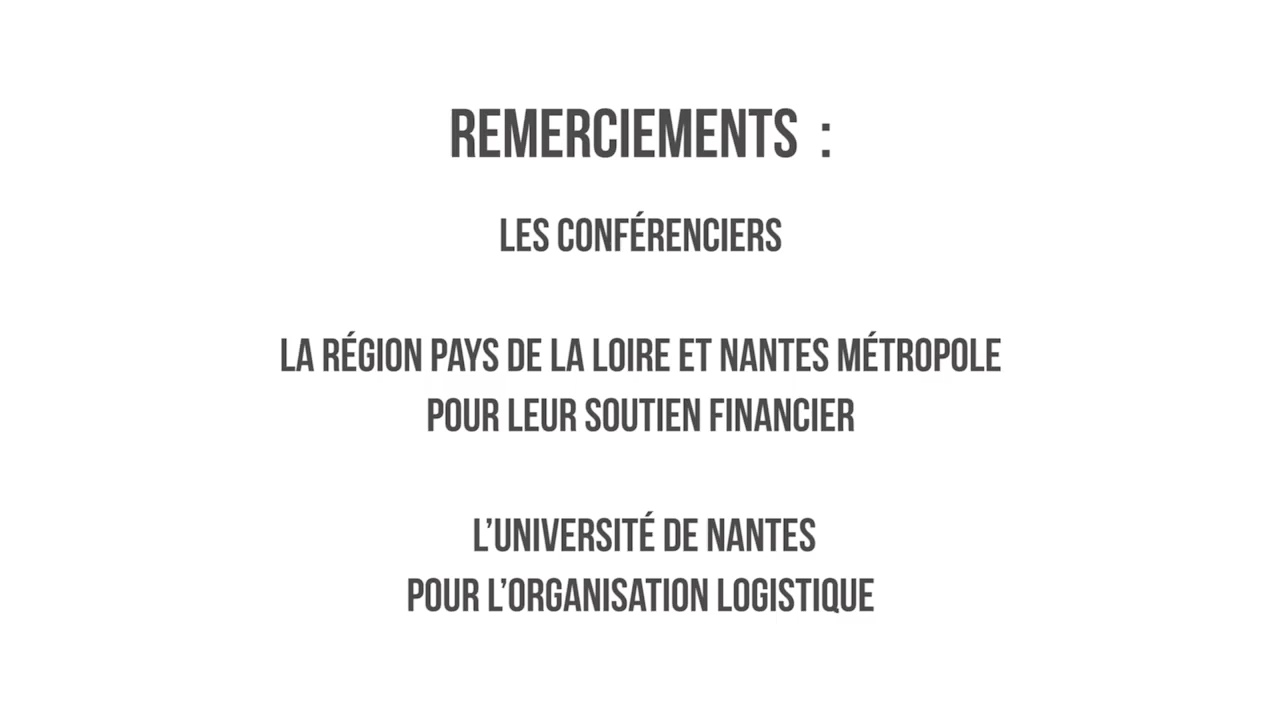 REMERCIEMENTS :
LES CONFÉRENCIERS
LA RÉGION PAYS DE LA LOIRE ET NANTES MÉTROPOLE
POUR LEUR SOUTIEN FINANCIER
L’UNIVERSITÉ DE NANTES
POUR L’ORGANISATION LOGISTIQUE